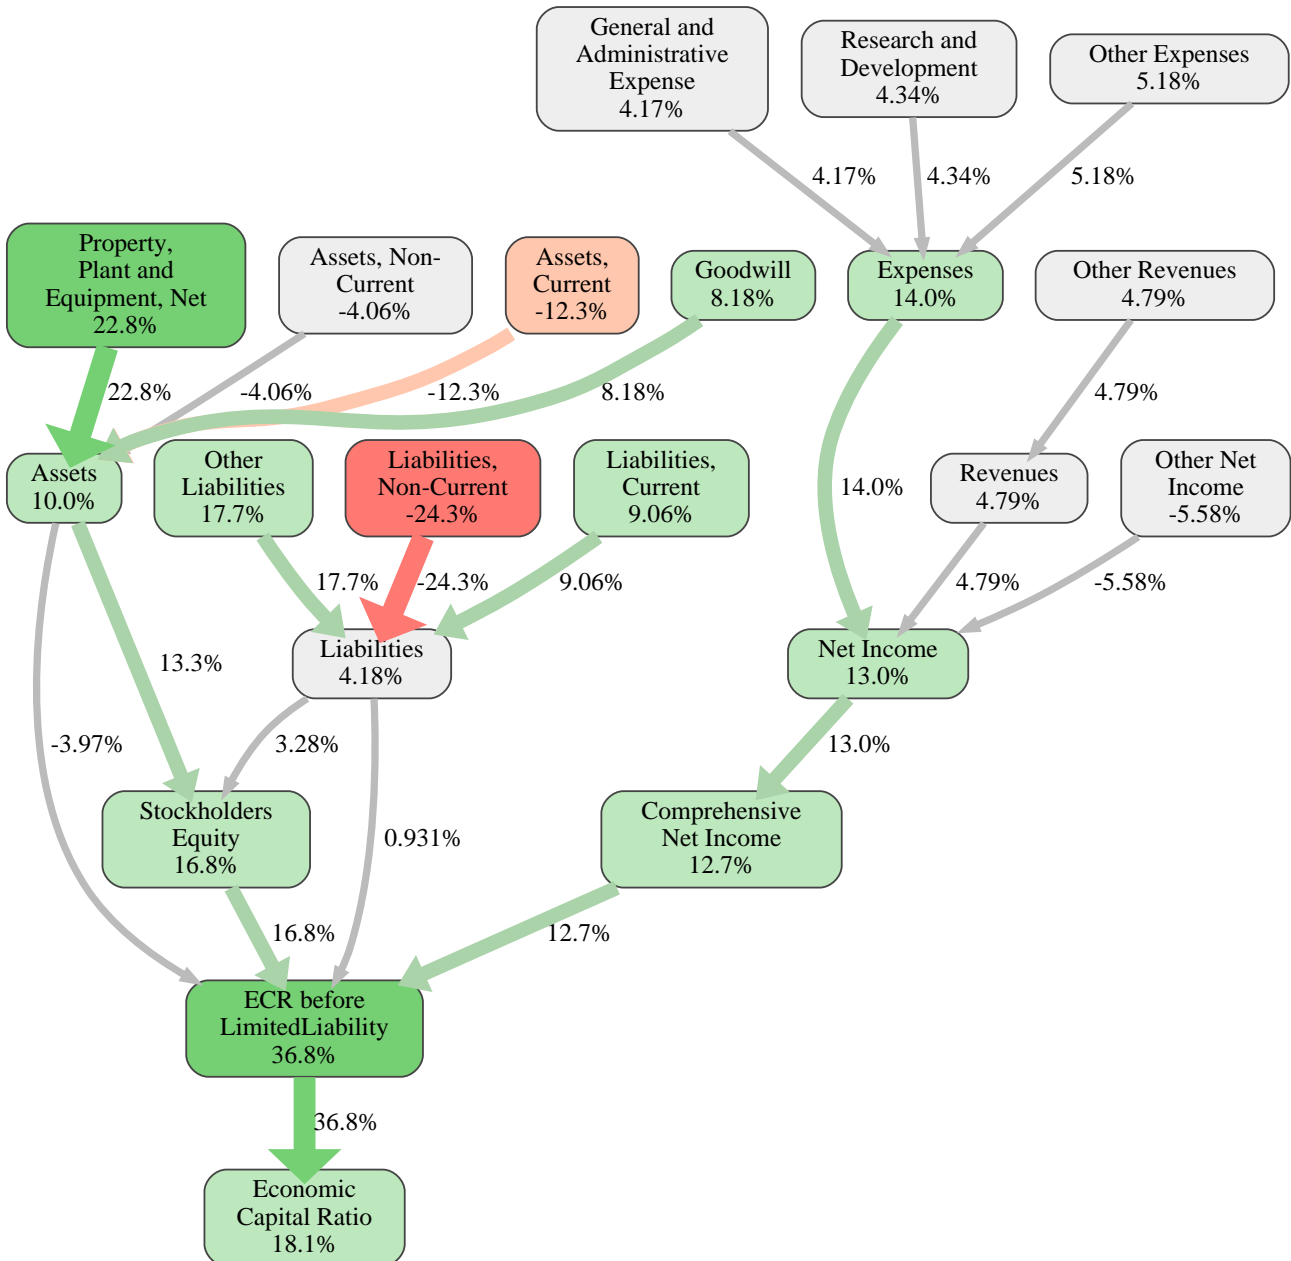 General and
Administrative
Expense
4.17%
Research and
Development
4.34%
Other Expenses
5.18%
4.17%
4.34%
5.18%
Property,
Plant and
Equipment, Net
22.8%
Assets, Non-
Current
-4.06%
Assets,
Current
-12.3%
Goodwill
8.18%
Expenses
14.0%
Other Revenues
4.79%
22.8%
-4.06%
-12.3%
8.18%
4.79%
Assets
10.0%
Other
Liabilities
17.7%
Liabilities,
Non-Current
-24.3%
Liabilities,
Current
9.06%
14.0%
Revenues
4.79%
Other Net
Income
-5.58%
17.7%
-24.3%
9.06%
4.79%
-5.58%
13.3%
Liabilities
4.18%
Net Income
13.0%
-3.97%
3.28%
13.0%
Stockholders
Equity
16.8%
0.931%
Comprehensive
Net Income
12.7%
16.8%
12.7%
ECR before
LimitedLiability
36.8%
36.8%
Economic
Capital Ratio
18.1%